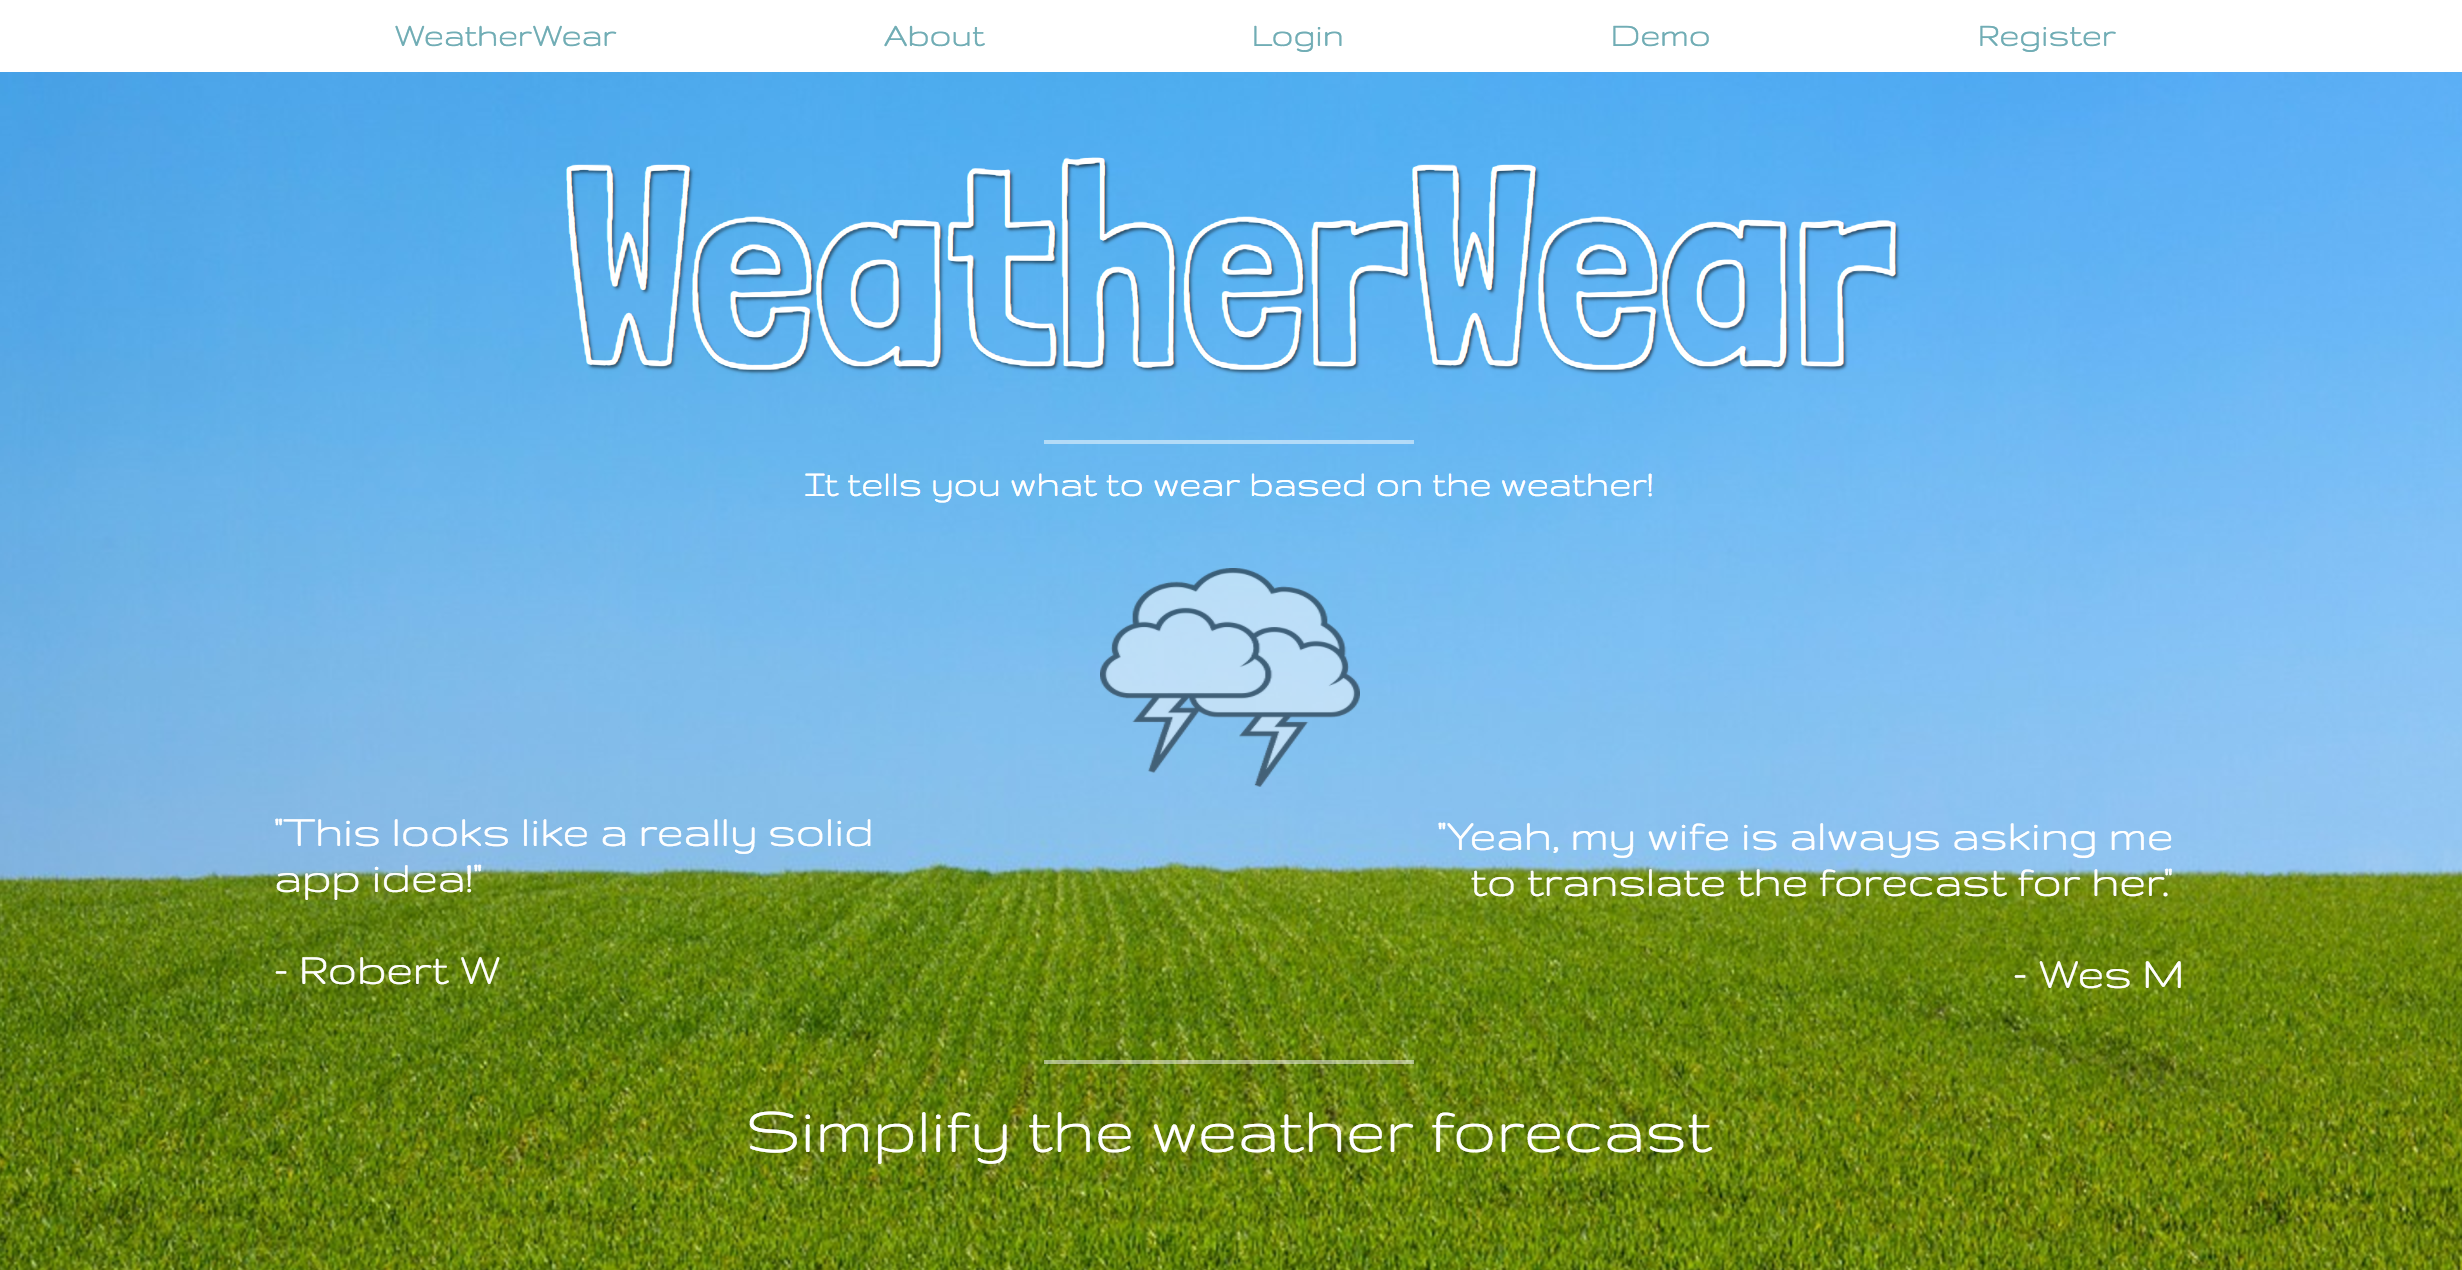 WeatherWear About Login Demo Register
WeatherWear
It tells you what to wear based on the weather!
"This looks like a really solid
app idea!"
- Robert W
"Yeah, my wife is always asking me
to translate the forecast for her."
- Wes M
Simplify the weather forecast